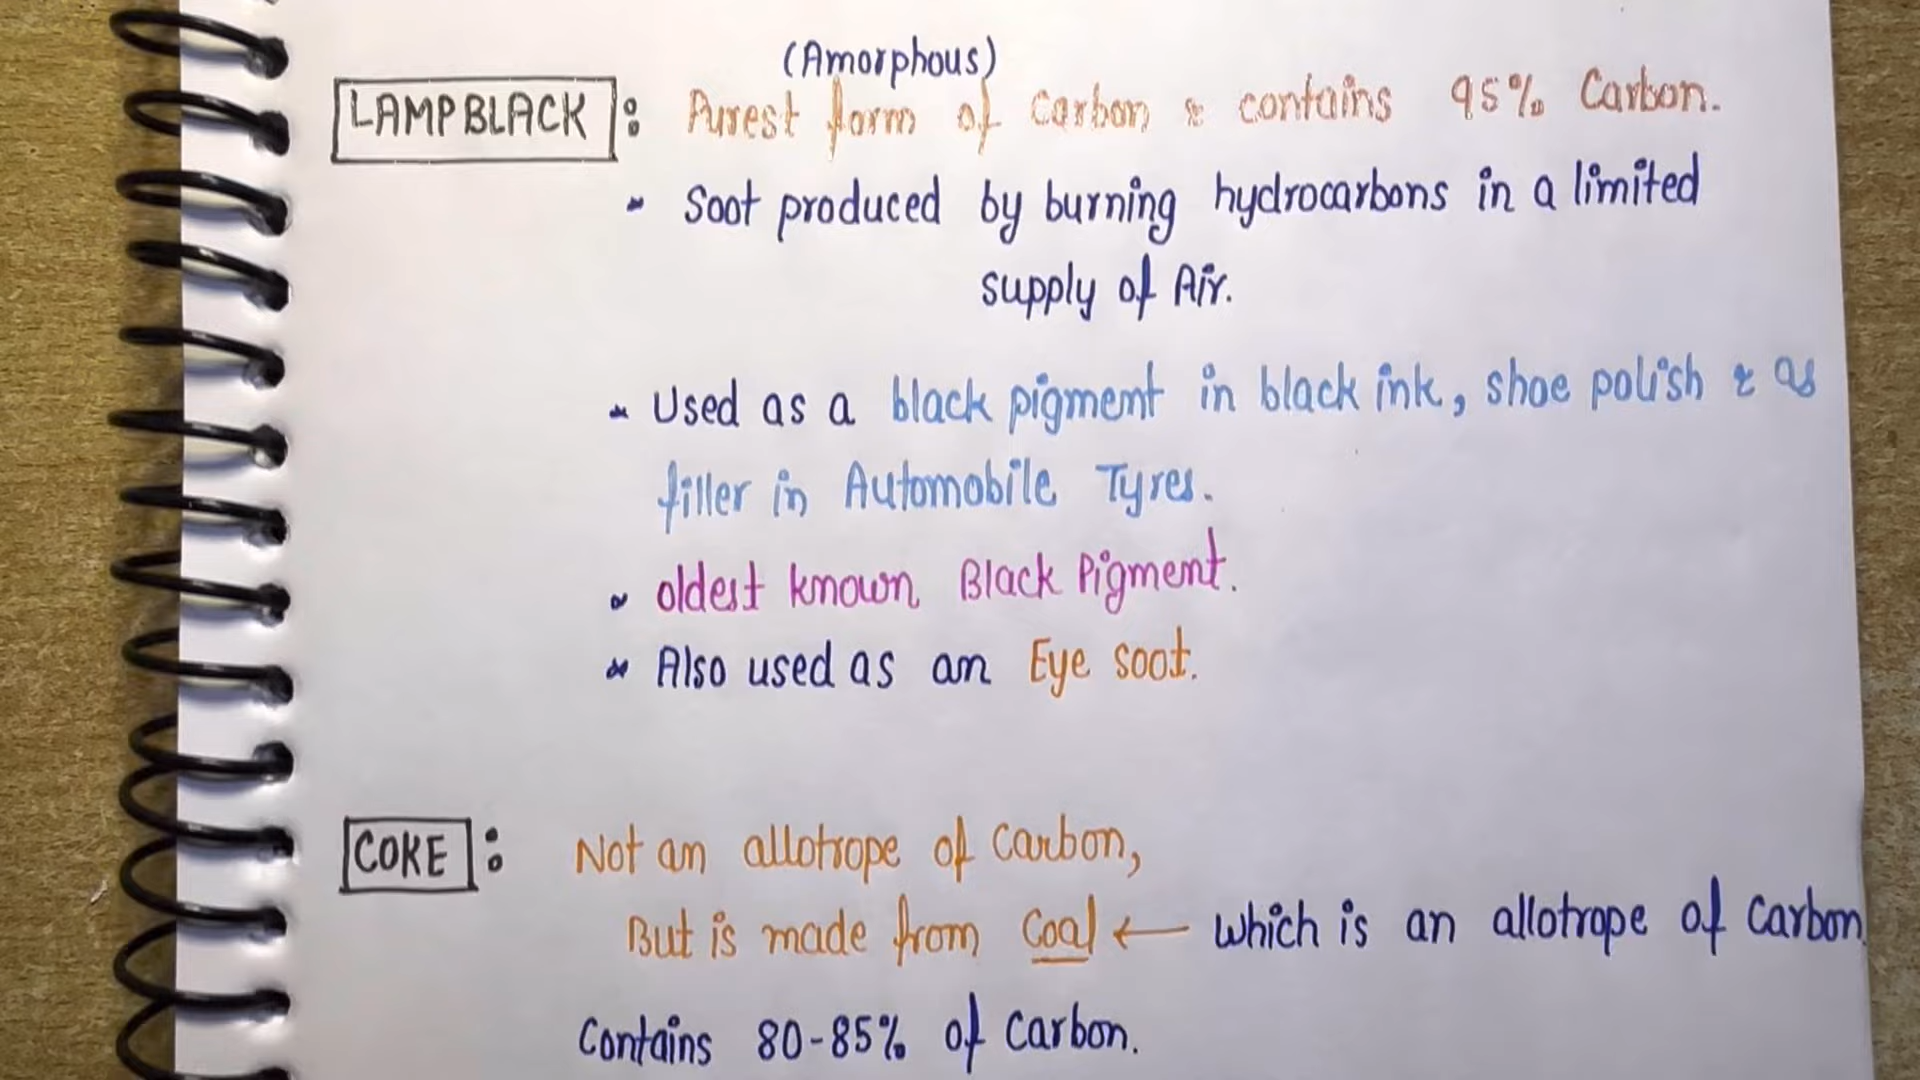 (Amorphous)
LAMPBLACK : Purest form of Carbon & contains 95% Carbon.
- Soot produced by burning hydrocarbons in a limited
supply of Air.
- Used as a black pigment in black ink, shoe polish & as
filler in Automobile Tyres.
- oldest known Black Pigment.
- Also used as an Eye soot.
COKE : Not an allotrope of Carbon,
But is made from Coal ← which is an allotrope of Carbon.
Contains 80-85% of Carbon.